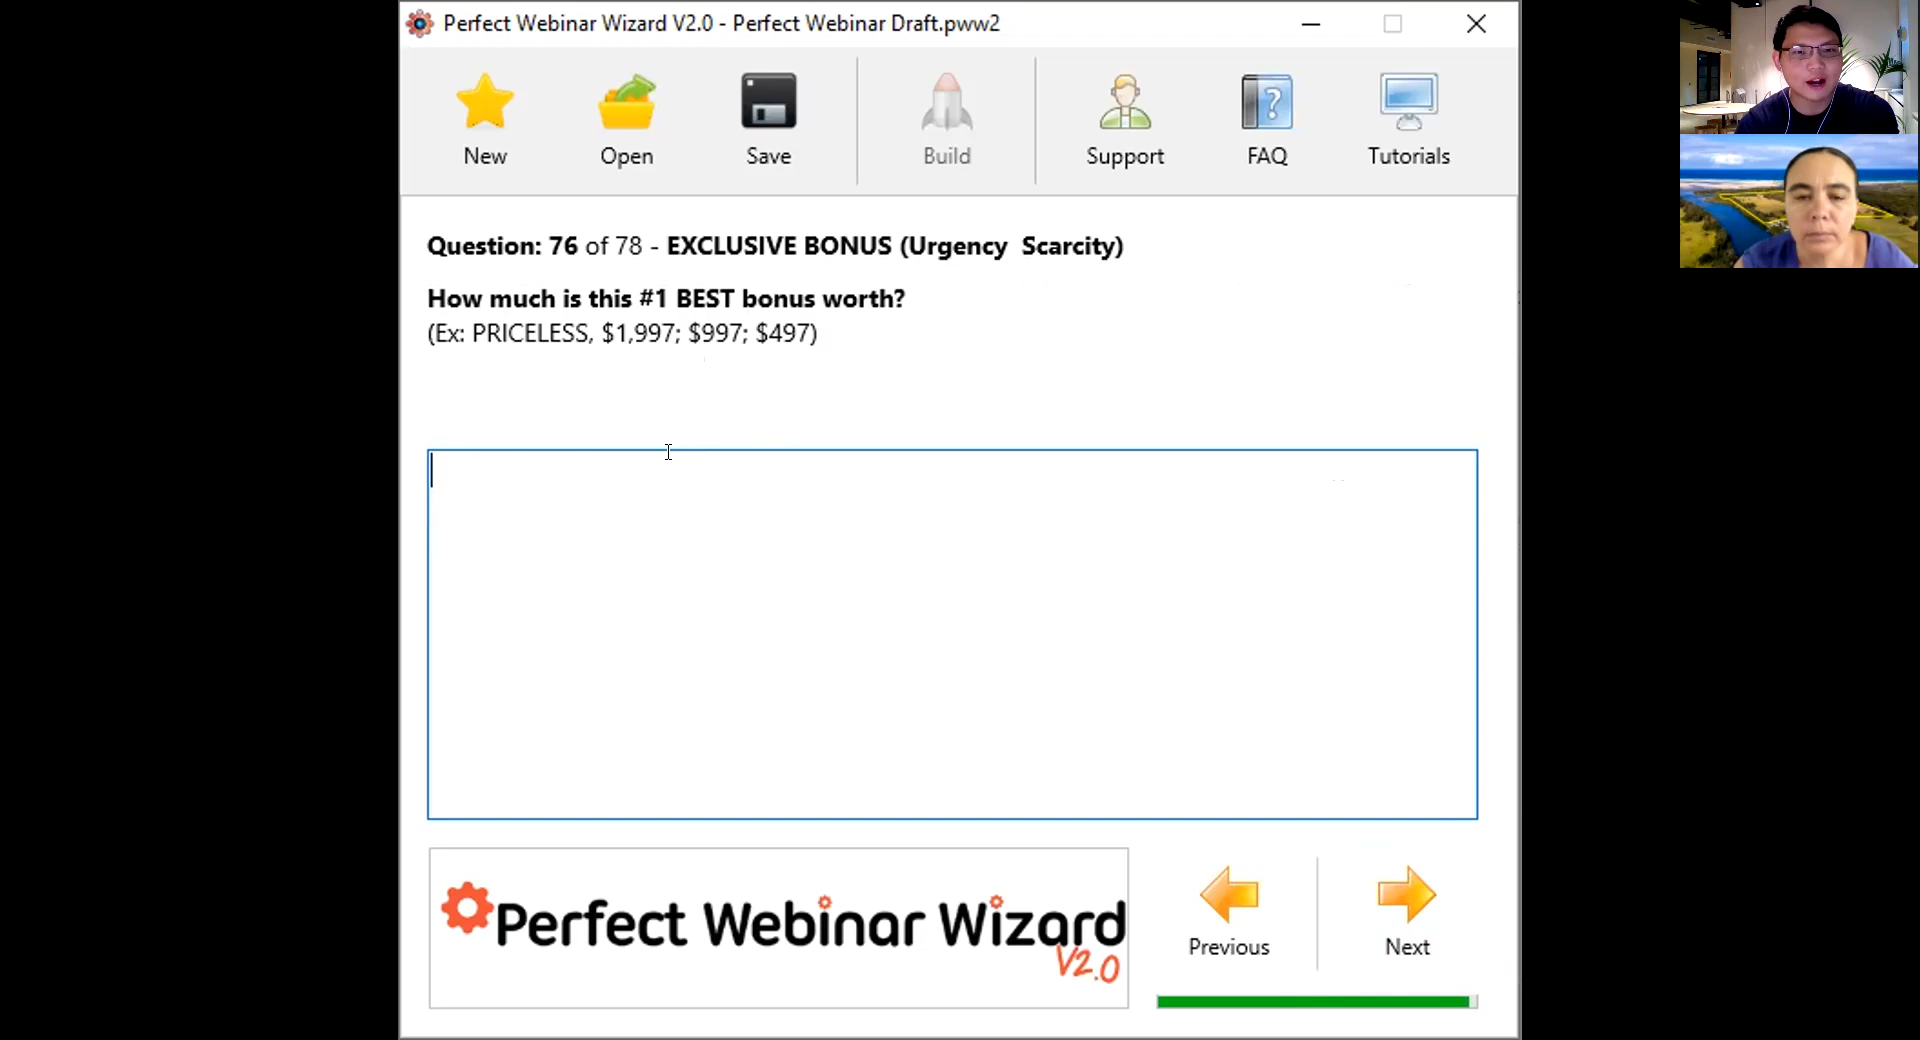 Perfect Webinar Wizard V2.0 - Perfect Webinar Draft.pww2
New
Open
Save
Build
Support
FAQ
Tutorials
Question: 76 of 78 - EXCLUSIVE BONUS (Urgency  Scarcity)
How much is this #1 BEST bonus worth?
(Ex: PRICELESS, $1,997; $997; $497)
Perfect Webinar Wizard
V2.0
Previous
Next